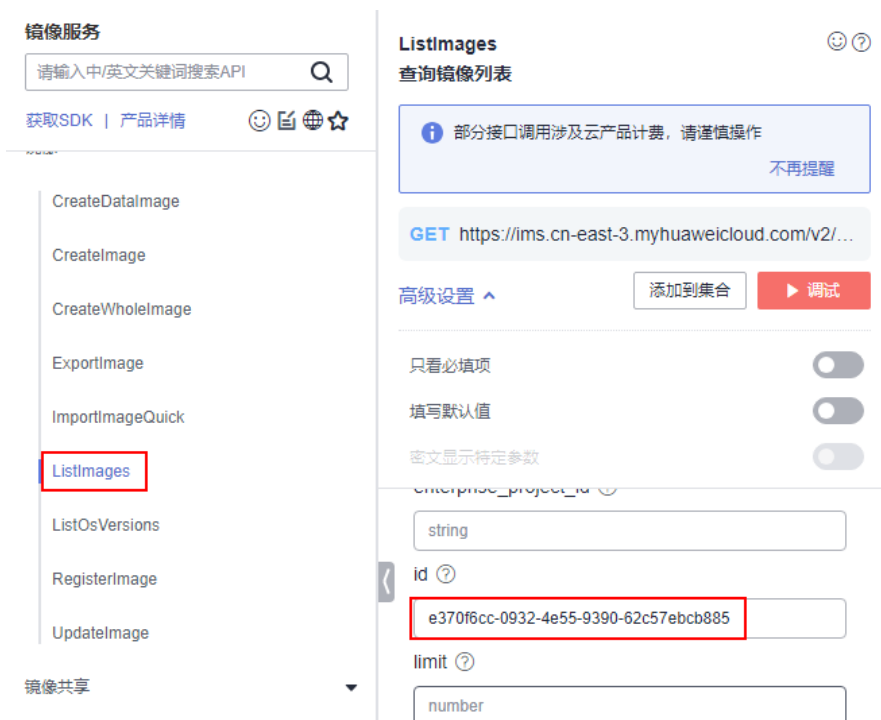 镜像服务
请输入中/英文关键词搜索API
获取SDK | 产品详情
CreateDataImage
CreateImage
CreateWholeImage
ExportImage
ImportImageQuick
ListImages
ListOsVersions
RegisterImage
UpdateImage
镜像共享
ListImages
查询镜像列表
部分接口调用涉及云产品计费，请谨慎操作
不再提醒
GET https://ims.cn-east-3.myhuaweicloud.com/v2/...
高级设置
添加到集合
调试
只看必填项
填写默认值
密文显示特定参数
enterprise_project_id
string
id
e370f6cc-0932-4e55-9390-62c57ebcb885
limit
number